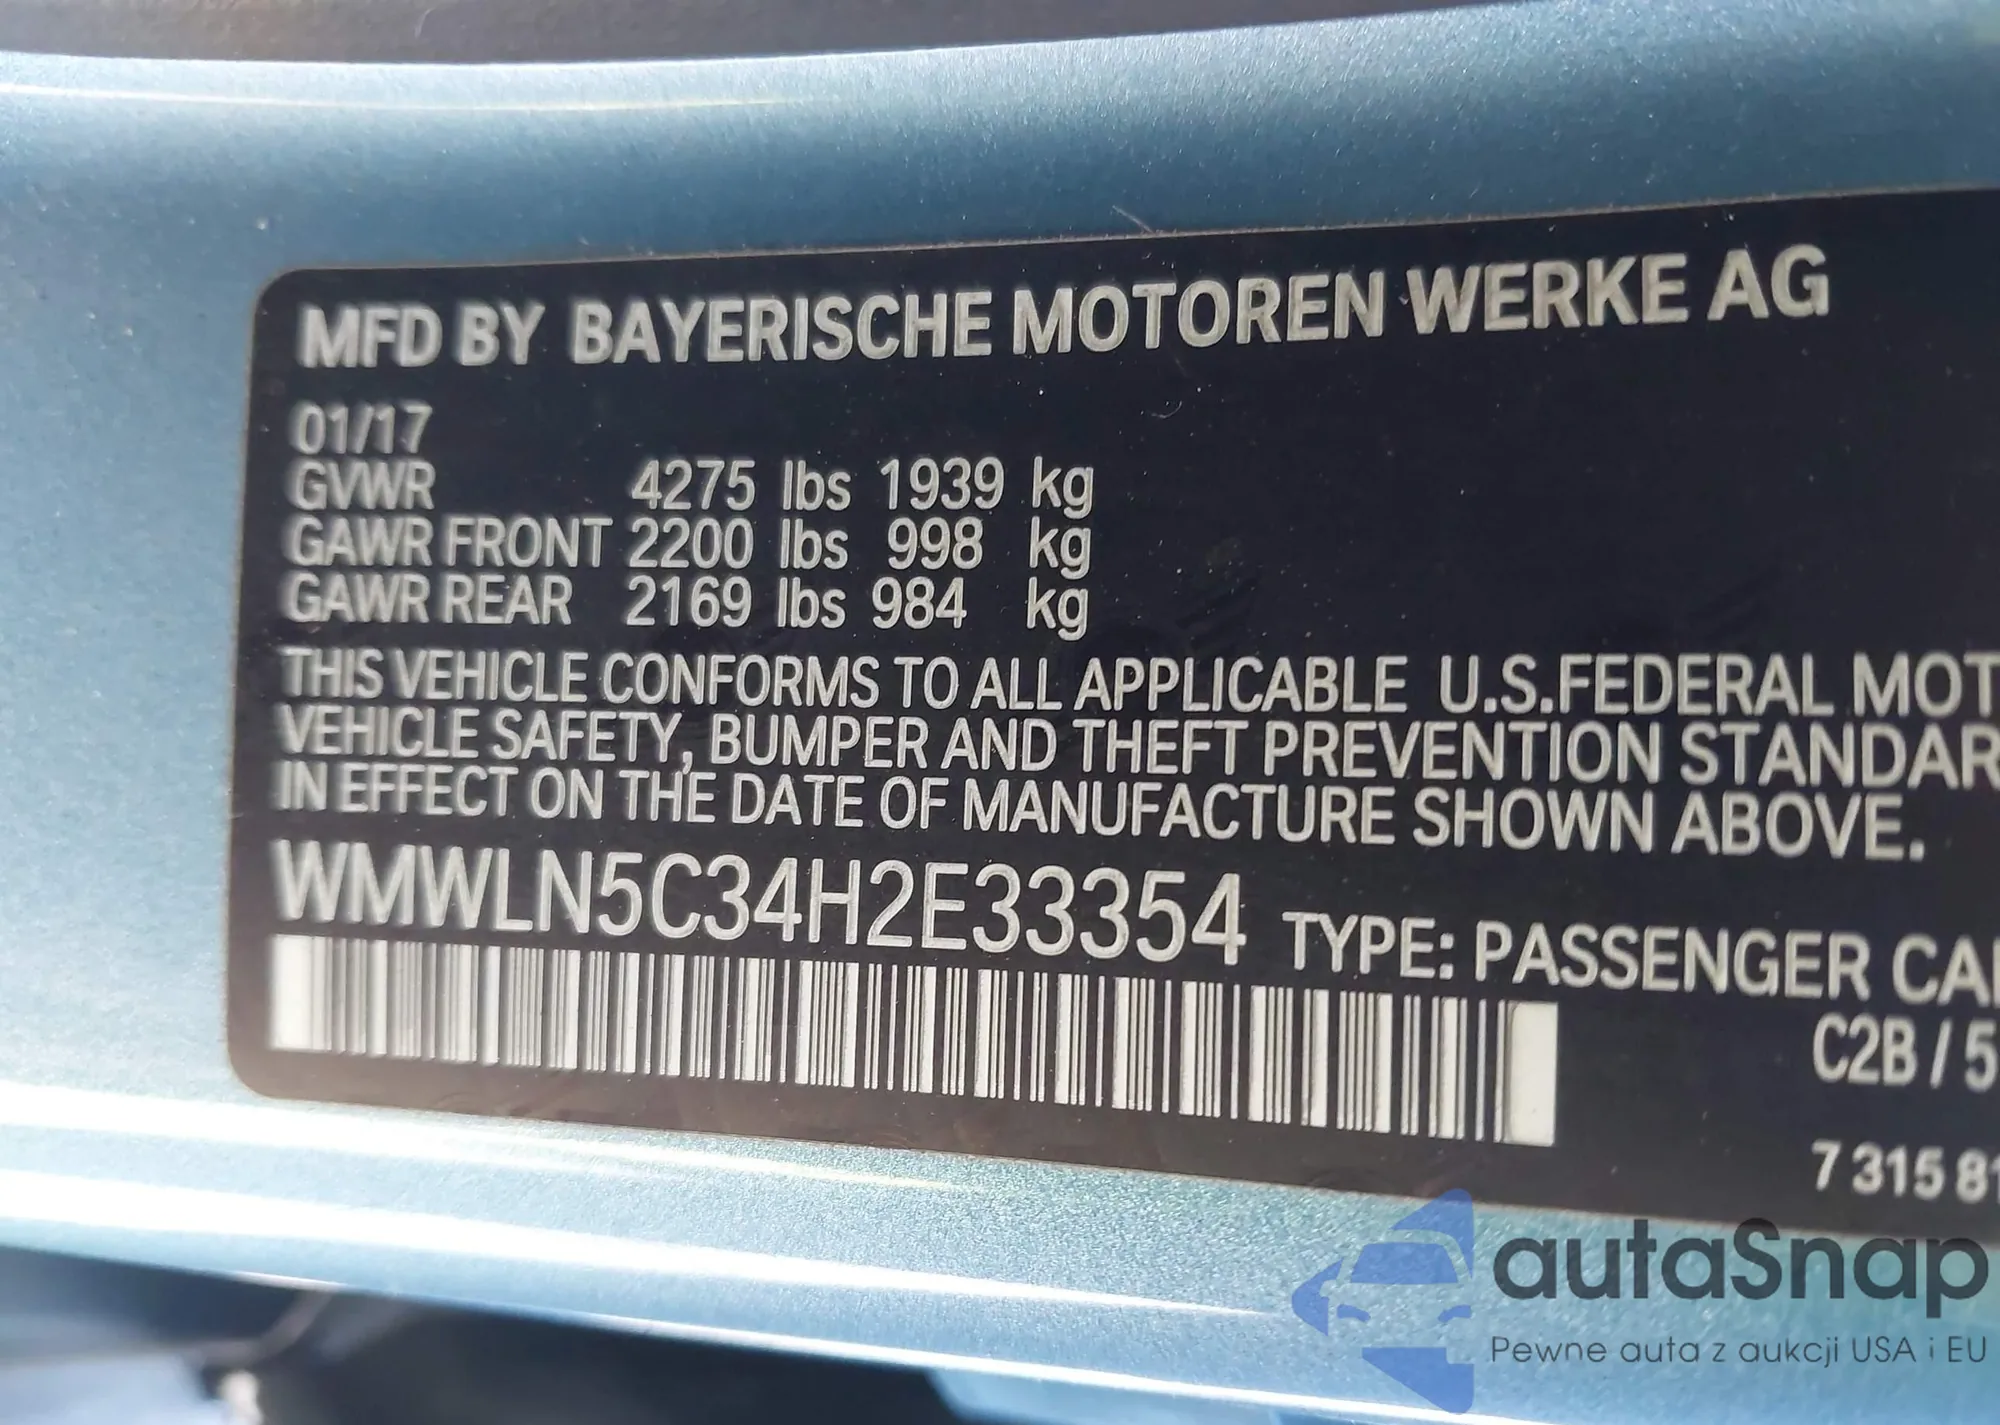 MFD BY BAYERISCHE MOTOREN WERKE AG
01/17
GVWR 4275 lbs 1939 kg
GAWR FRONT 2200 lbs 998 kg
GAWR REAR 2169 lbs 984 kg
THIS VEHICLE CONFORMS TO ALL APPLICABLE U.S.FEDERAL MOT
VEHICLE SAFETY, BUMPER AND THEFT PREVENTION STANDAR
IN EFFECT ON THE DATE OF MANUFACTURE SHOWN ABOVE.
WMWLN5C34H2E33354 TYPE: PASSENGER CAR
C2B / 5
7 315 81
autaSnap
Pewne auta z aukcji USA i EU